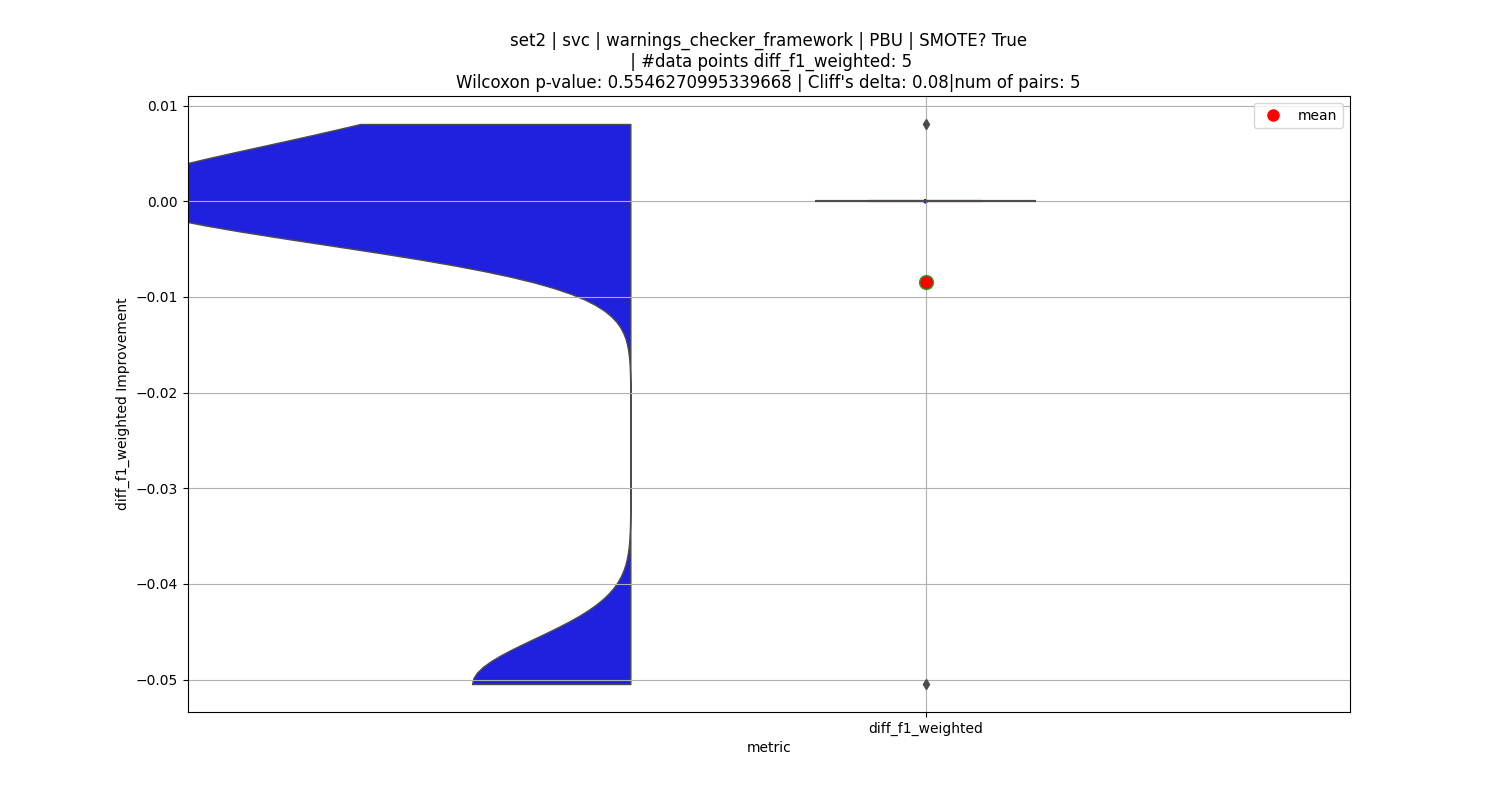 set2 | svc | warnings_checker_framework | PBU | SMOTE? True
| #data points diff_f1_weighted: 5
Wilcoxon p-value: 0.5546270995339668 | Cliff's delta: 0.08|num of pairs: 5
mean
0.01
0.00
−0.01
−0.02
−0.03
−0.04
−0.05
diff_f1_weighted Improvement
diff_f1_weighted
metric